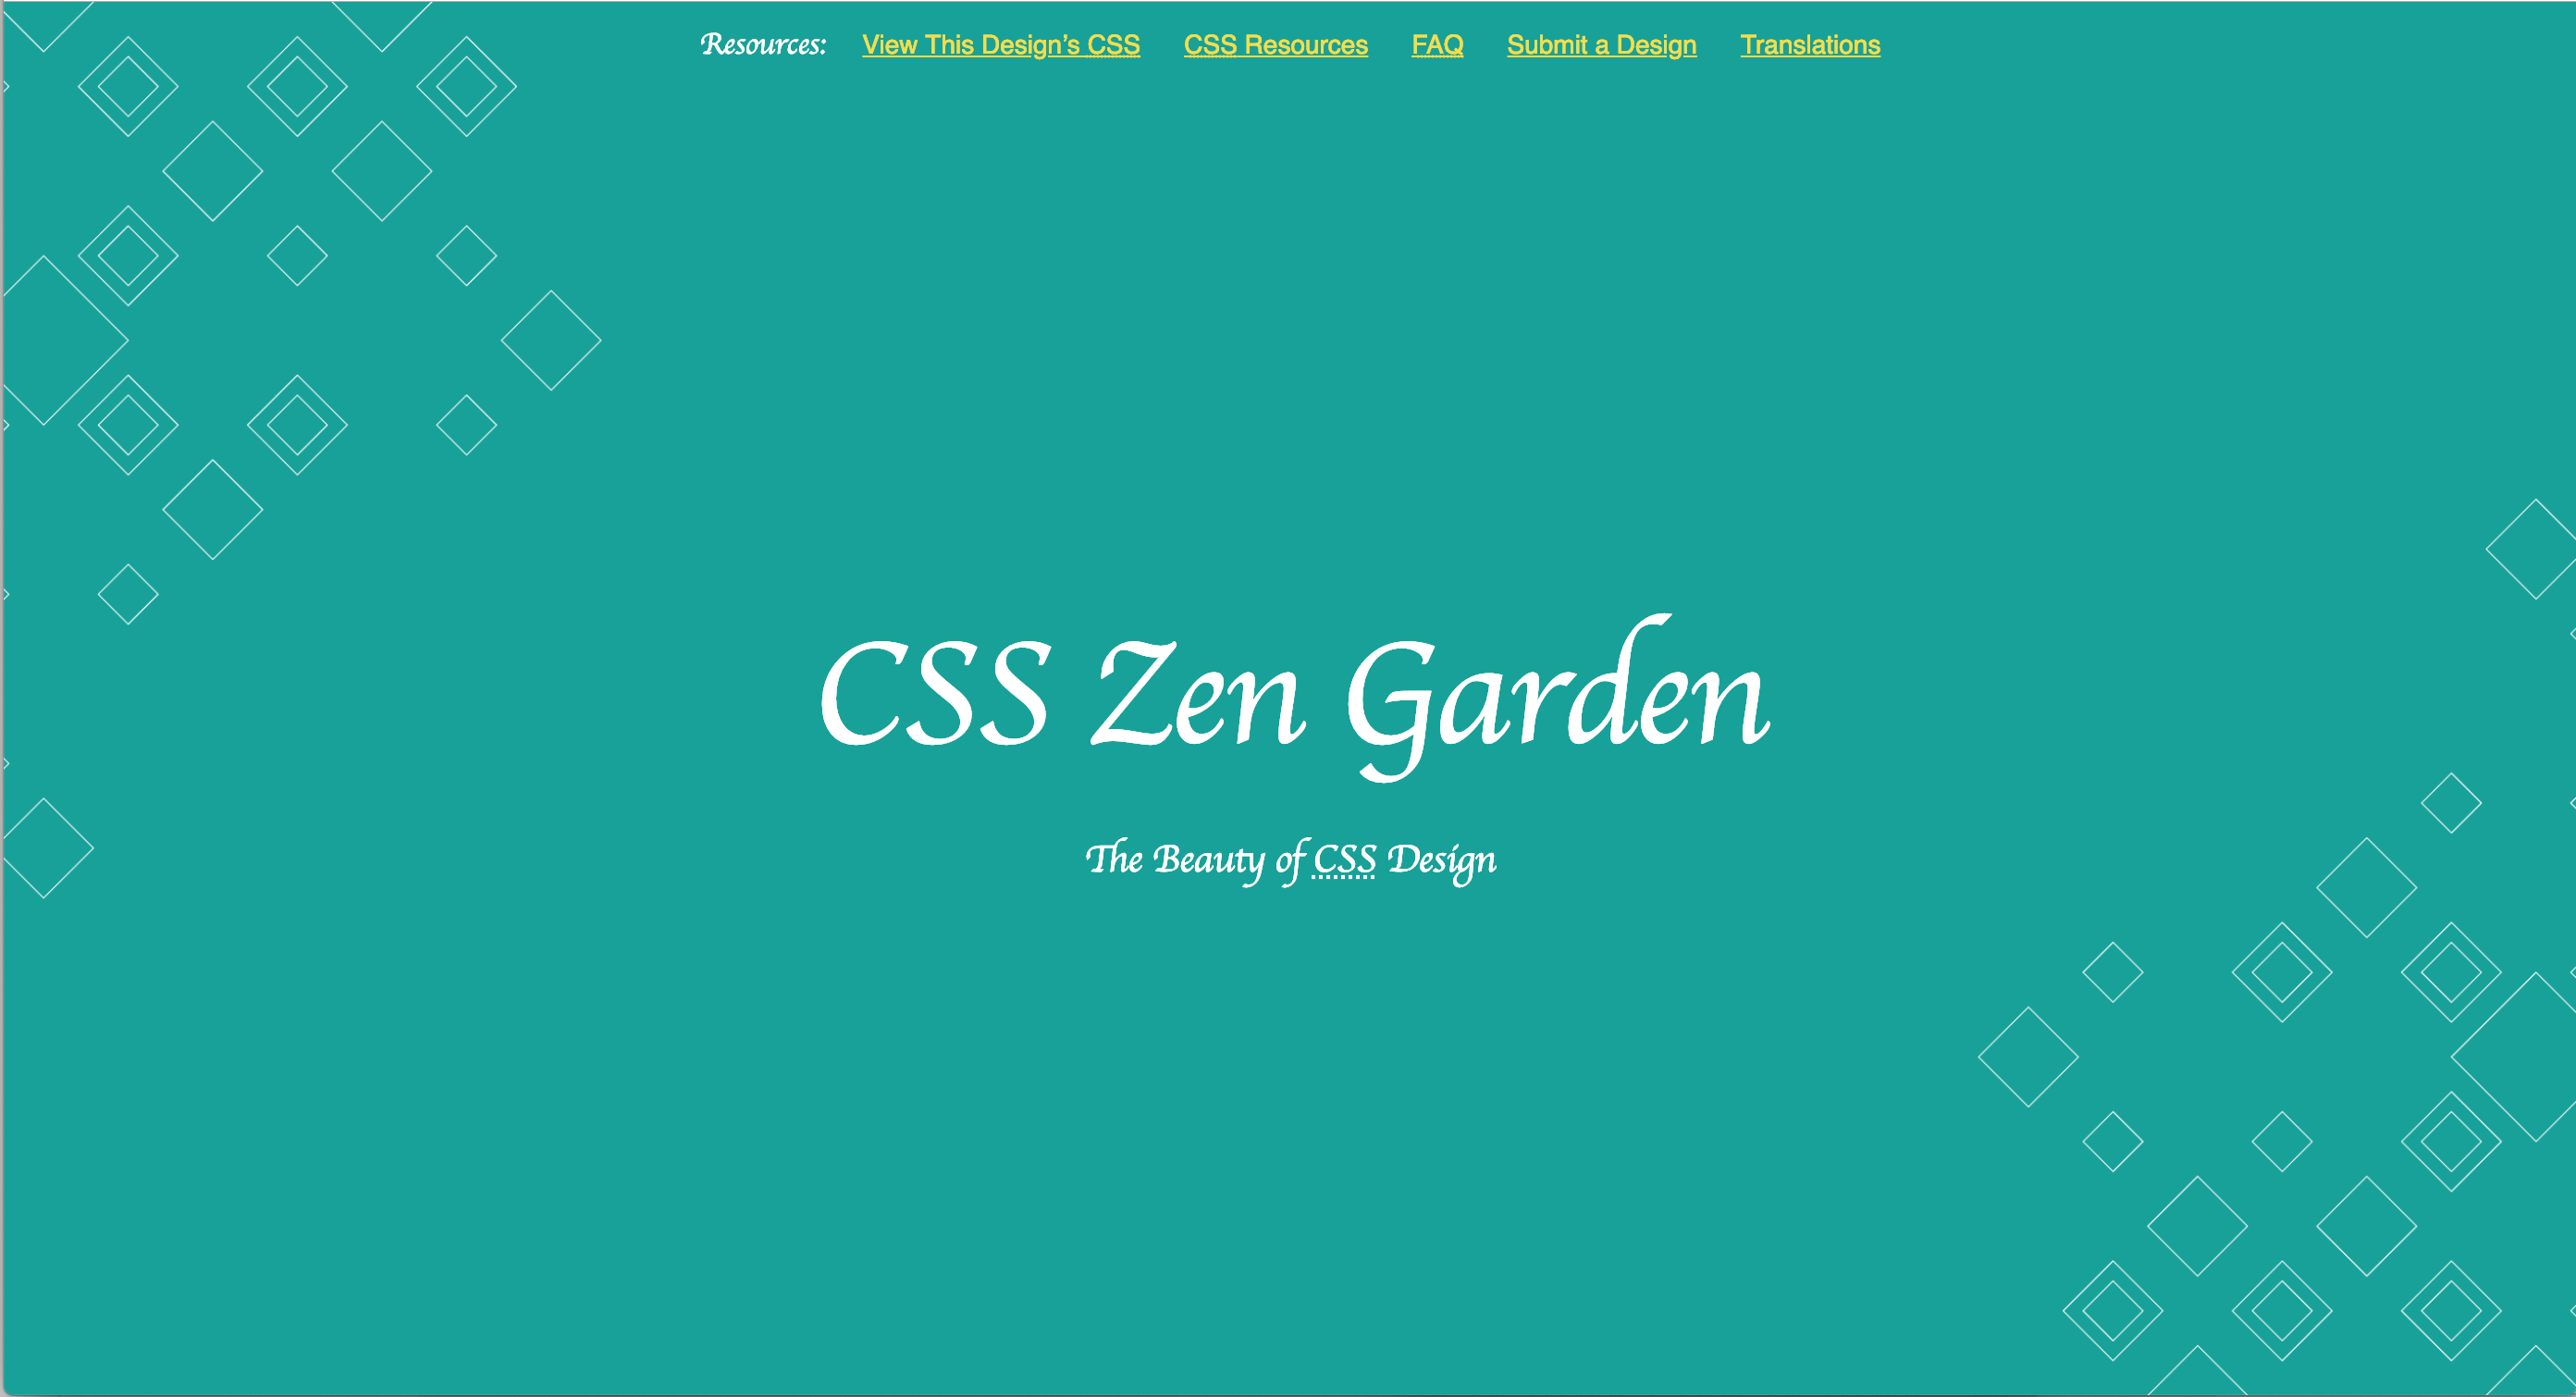 Resources: View This Design’s CSS CSS Resources FAQ Submit a Design Translations
CSS Zen Garden
The Beauty of CSS Design